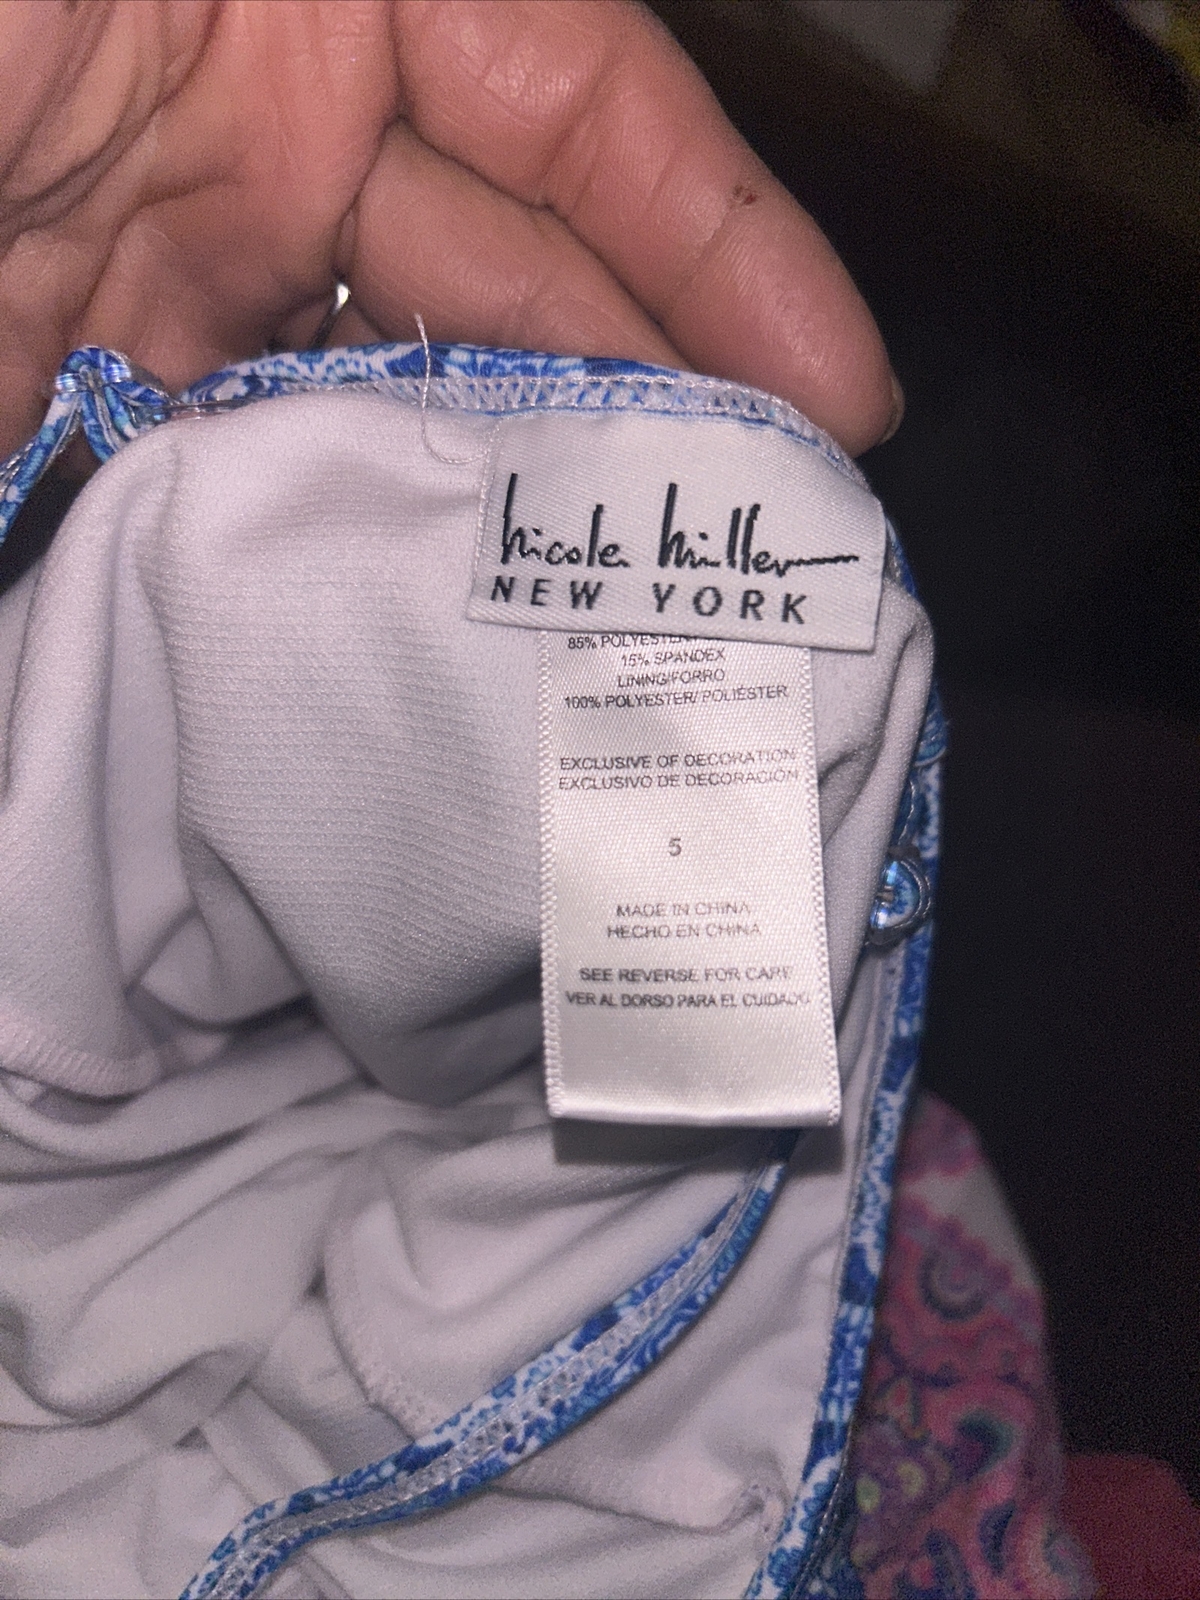 nicole miller
NEW YORK
85% POLYESTER/
15% SPANDEX
LINING/FORRO
100% POLYESTER/ POLIÉSTER
EXCLUSIVE OF DECORATION
EXCLUSIVO DE DECORACIÓN
5
MADE IN CHINA
HECHO EN CHINA
SEE REVERSE FOR CARE
VER AL DORSO PARA EL CUIDADO